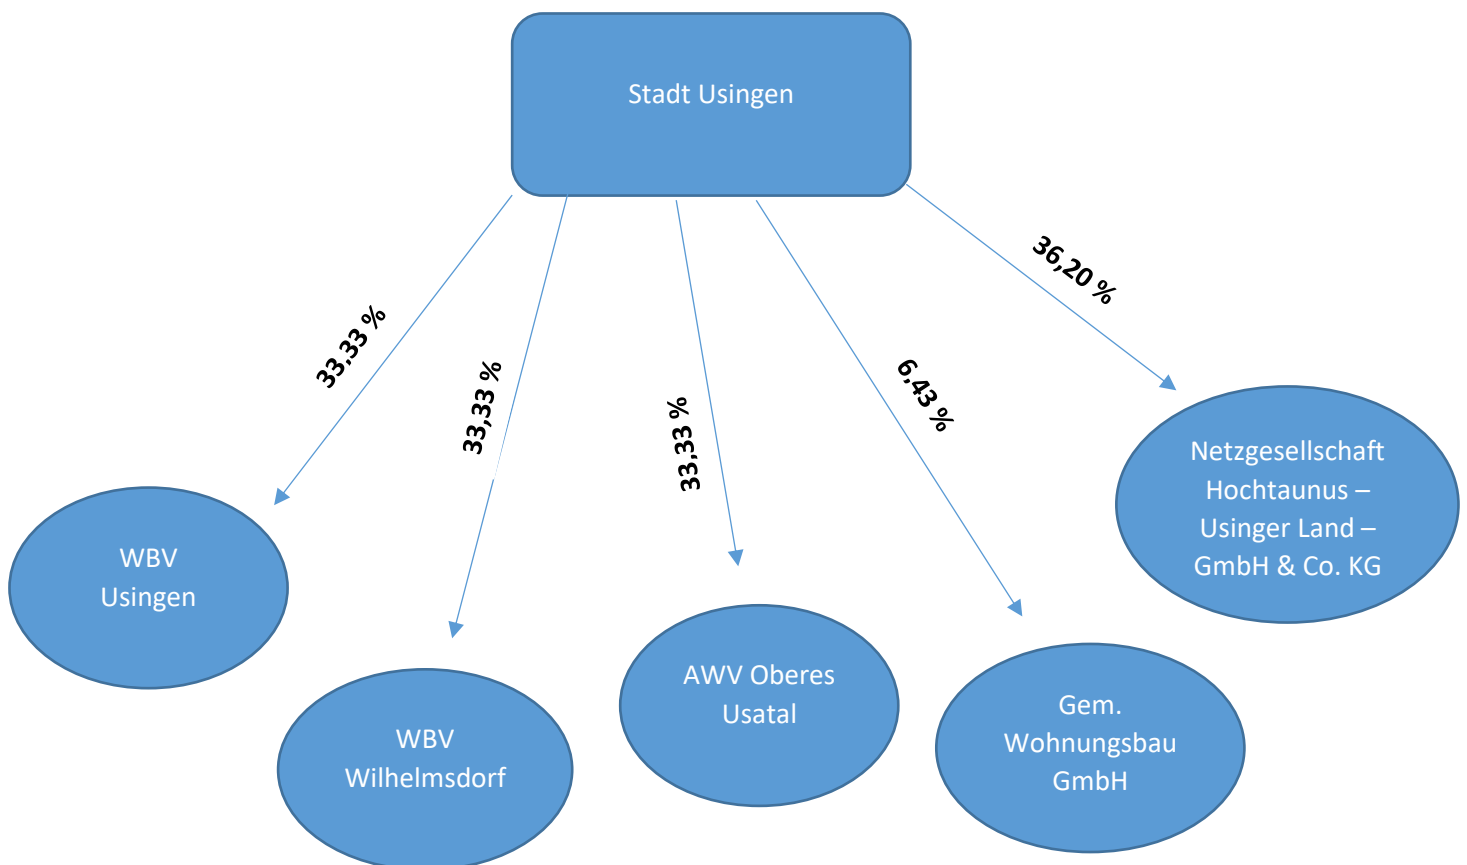 Stadt Usingen
36,20 %
33,33 %
33,33 %
33,33 %
6,43 %
Netzgesellschaft
Hochtaunus –
Usinger Land –
GmbH & Co. KG
WBV
Usingen
WBV
Wilhelmsdorf
AWV Oberes
Usatal
Gem.
Wohnungsbau
GmbH